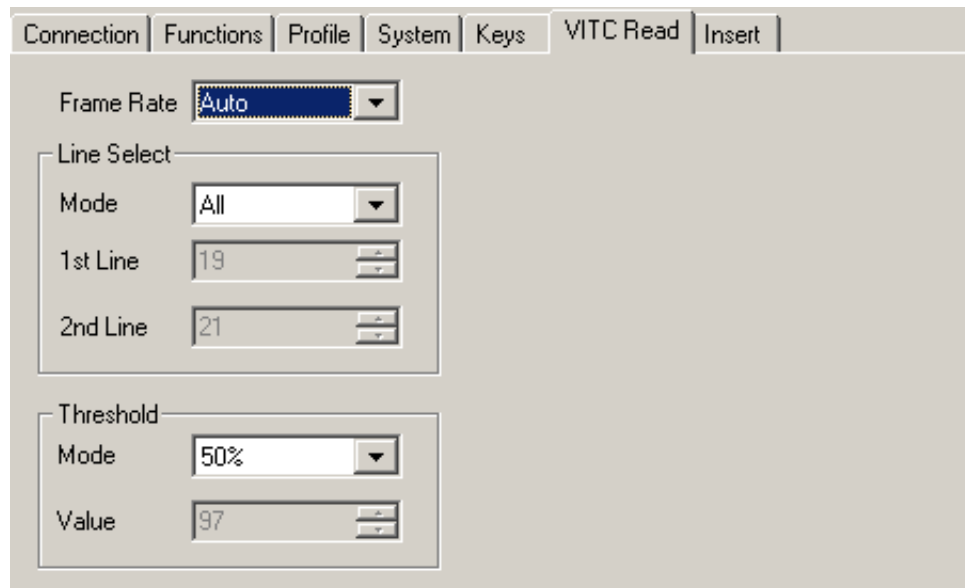 Connection Functions Profile System Keys VITC Read Insert
Frame Rate Auto
Line Select
Mode All
1st Line 19
2nd Line 21
Threshold
Mode 50%
Value 97